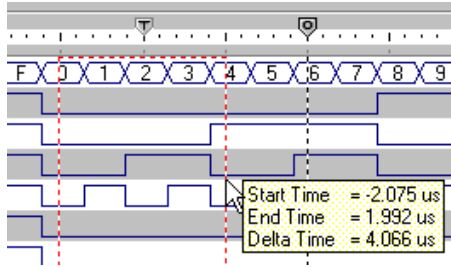 T O
F 0 1 2 3 4 5 6 7 8 9
Start Time = -2.075 us
End Time = 1.992 us
Delta Time = 4.066 us